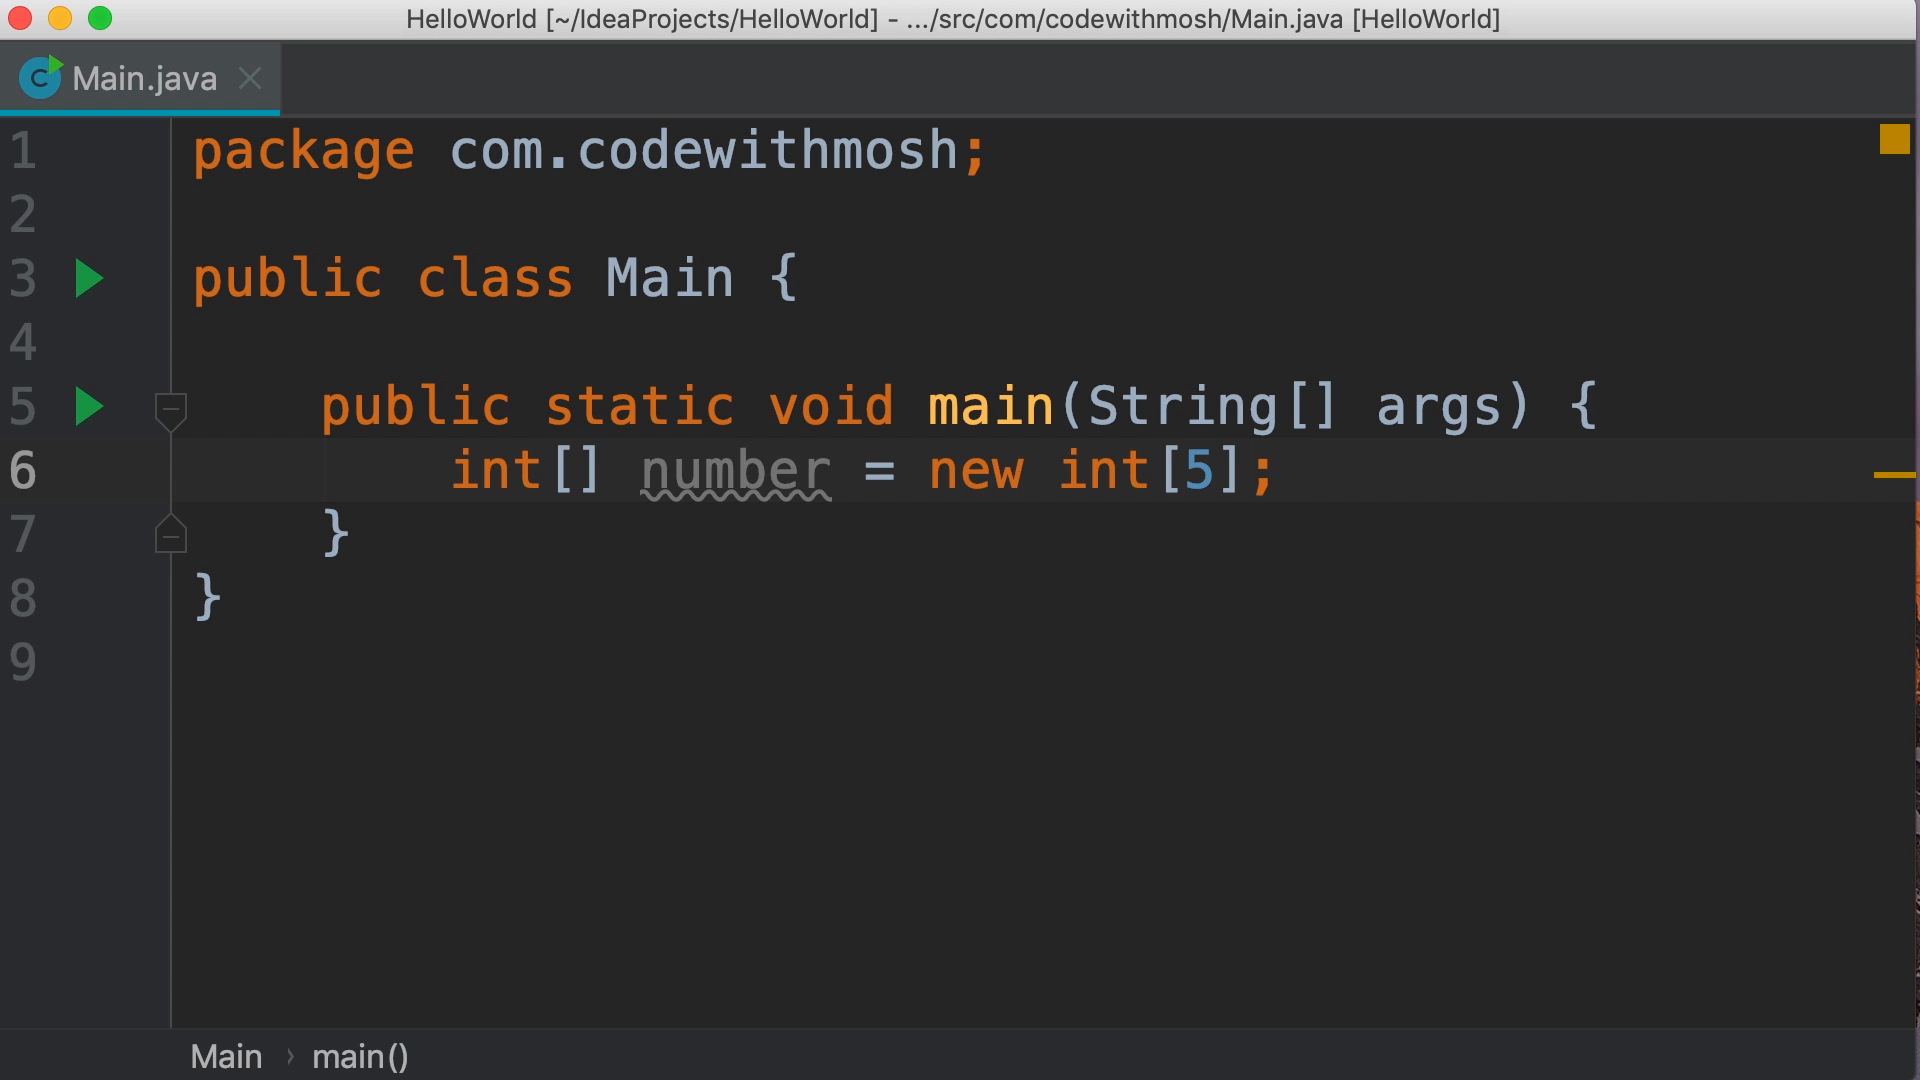 HelloWorld [~/IdeaProjects/HelloWorld] - .../src/com/codewithmosh/Main.java [HelloWorld]
C Main.java
1 package com.codewithmosh;
2
3 public class Main {
4
5 public static void main(String[] args) {
6 int[] number = new int[5];
7 }
8 }
9
Main › main()